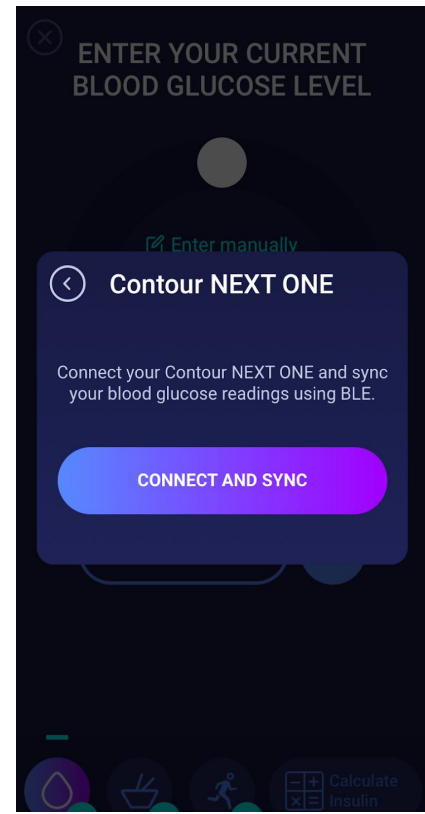 ENTER YOUR CURRENT
BLOOD GLUCOSE LEVEL
Enter manually
Contour NEXT ONE
Connect your Contour NEXT ONE and sync
your blood glucose readings using BLE.
CONNECT AND SYNC
Calculate
Insulin